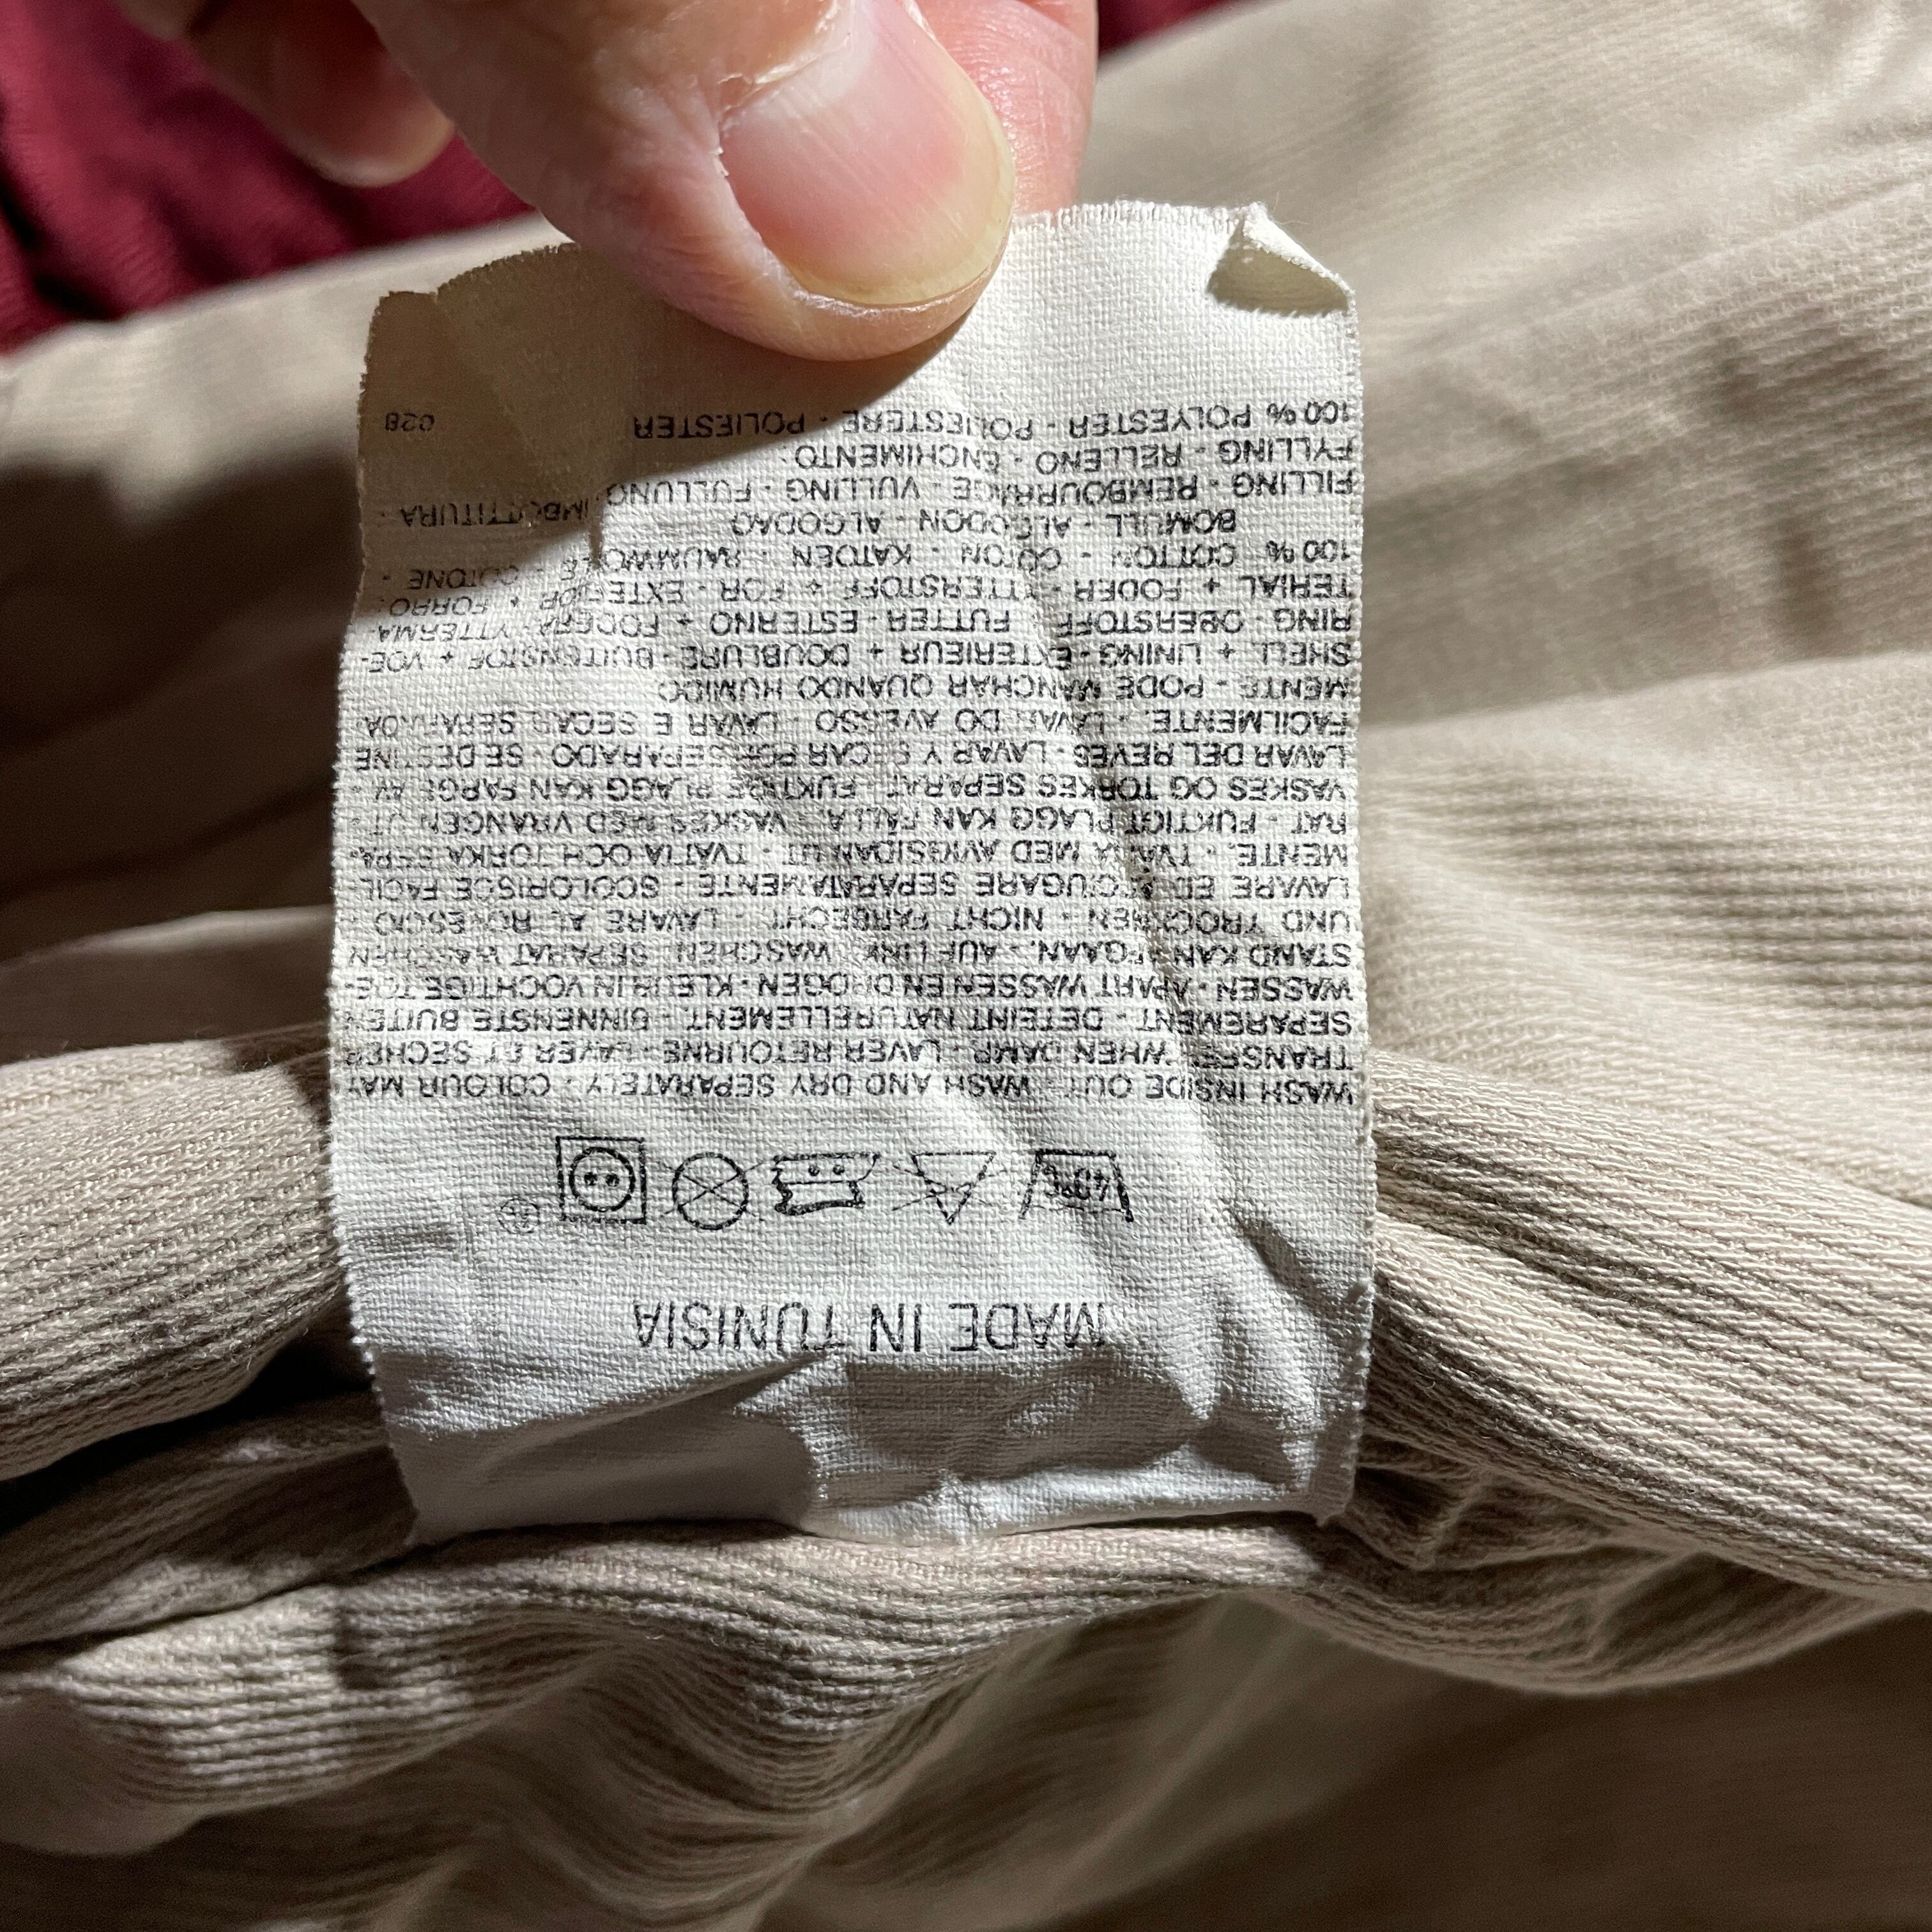 MADE IN TUNISIA
40°C
WASH INSIDE OUT - WASH AND DRY SEPARATELY - COLOUR MAY
TRANSFER WHEN DAMP - LAVER RETOURNE - LAVER ET SECHER
SEPAREMENT - DETEINT NATURELLEMENT. - BINNENSTE BUITEN
WASSEN - APART WASSEN EN DROGEN - KLEUR IN VOCHTIGE TOE-
STAND KAN AFGAAN. - AUF LINKS WASCHEN - SEPARAT WASCHEN
UND TROCKNEN - NICHT FARBECHT - LAVARE AL ROVESCIO -
LAVARE ED ASCIUGARE SEPARATAMENTE - SCOLORISCE FACIL-
MENTE. - TVÄTTA MED AVIGSIDAN UT - TVÄTTA OCH TORKA SEPA-
RAT - FUKTIGT PLAGG KAN FÄLLA. - VASKES MED VRANGEN UT -
VASKES OG TORKES SEPARAT - FUKTIGE PLAGG KAN FARGE AV -
LAVAR DEL REVES - LAVAR Y SECAR POR SEPARADO - SE DESTINE
FACILMENTE. - LAVAR DO AVESSO - LAVAR E SECAR SEPARADA-
MENTE - PODE MANCHAR QUANDO HUMIDO
SHELL + LINING - EXTERIEUR + DOUBLURE - BUITENSTOF + VOE-
RING - OBERSTOFF + FUTTER - ESTERNO + FODERA - YTTERMA-
TERIAL + FODER - YTTERSTOFF + FOR - EXTERIOR + FORRO:
100 % COTTON - COTON - KATOEN - BAUMWOLLE - COTONE -
BOMULL - ALGODON - ALGODAO
FILLING - REMBOURRAGE - VULLING - FULLUNG - IMBOTTITURA -
FYLLING - RELLENO - ENCHIMENTO :
100 % POLYESTER - POLIESTERE - POLIESTER 028